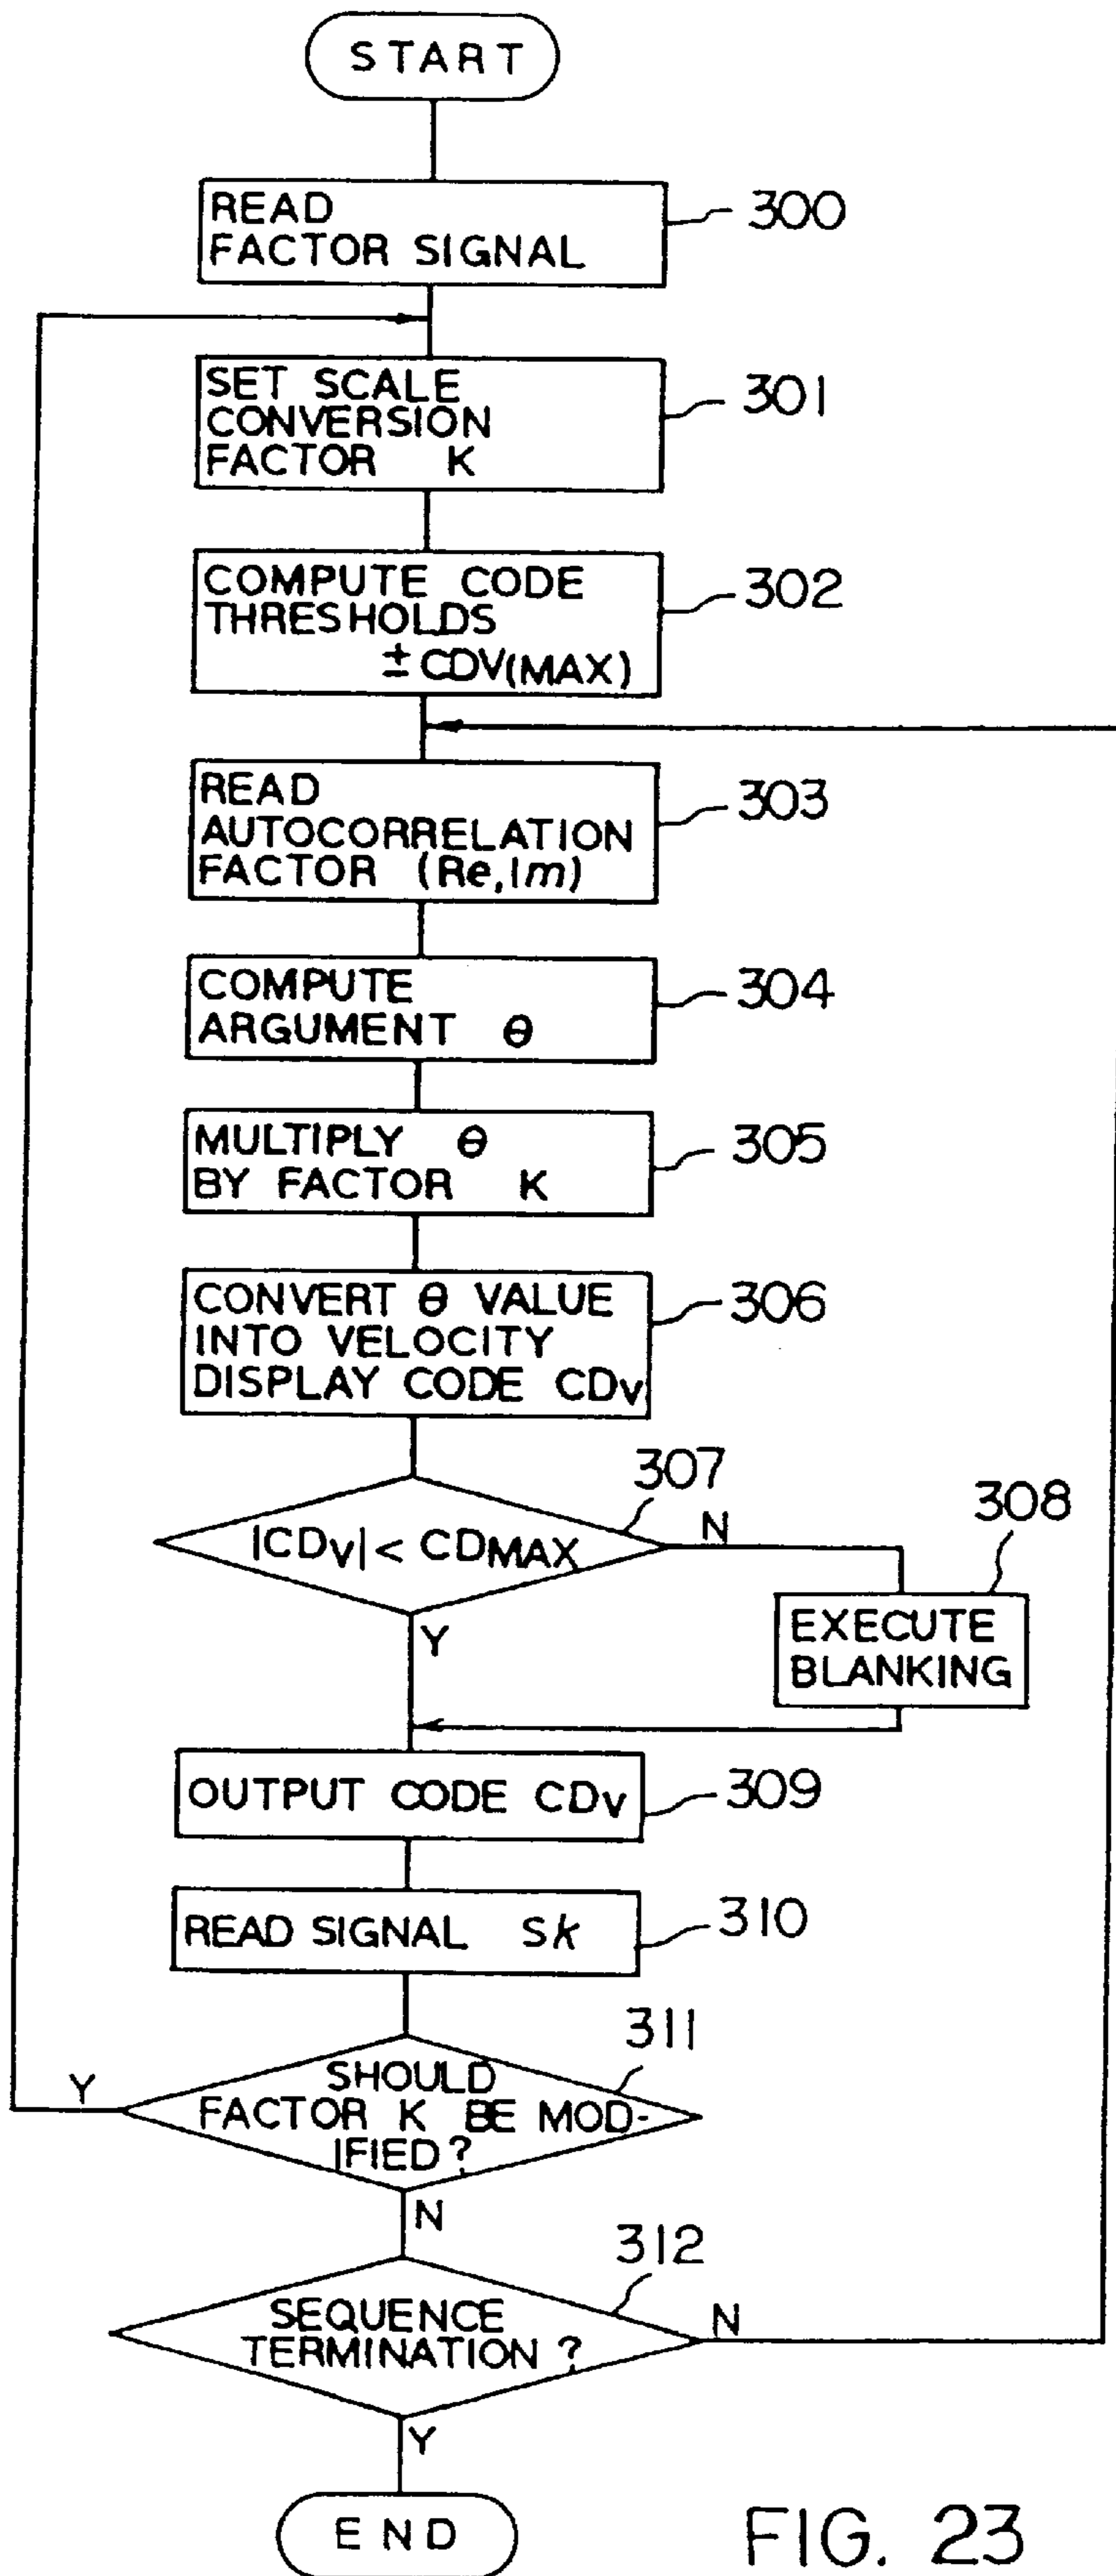 START
READ
FACTOR SIGNAL
300
SET SCALE
CONVERSION
FACTOR K
301
COMPUTE CODE
THRESHOLDS
± CDV(MAX)
302
READ
AUTOCORRELATION
FACTOR (Re, Im)
303
COMPUTE
ARGUMENT θ
304
MULTIPLY θ
BY FACTOR K
305
CONVERT θ VALUE
INTO VELOCITY
DISPLAY CODE CDv
306
307
|CDv| < CDMAX
N
Y
308
EXECUTE
BLANKING
OUTPUT CODE CDv
309
READ SIGNAL Sk
310
311
SHOULD
FACTOR K BE MOD-
IFIED?
Y
N
312
SEQUENCE
TERMINATION?
N
Y
END
FIG. 23